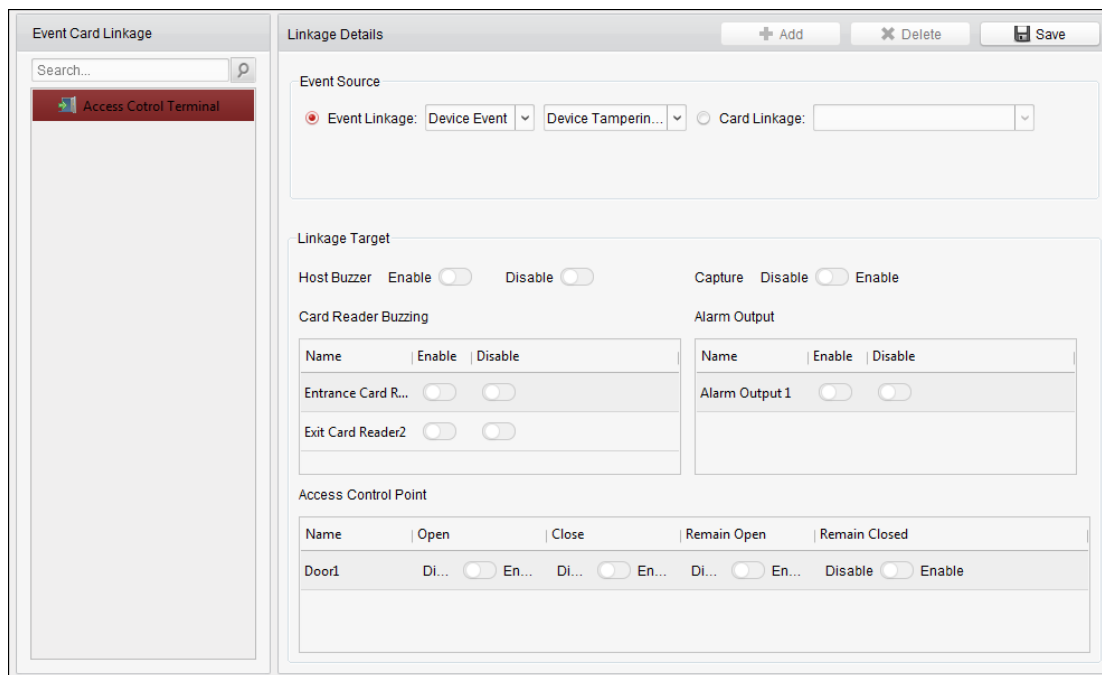 Event Card Linkage
Search...
Access Cotrol Terminal
Linkage Details Add Delete Save
Event Source
Event Linkage: Device Event Device Tamperin... Card Linkage:
Linkage Target
Host Buzzer Enable Disable Capture Disable Enable
Card Reader Buzzing Alarm Output
Name Enable Disable Name Enable Disable
Entrance Card R... Alarm Output 1
Exit Card Reader2
Access Control Point
Name Open Close Remain Open Remain Closed
Door1 Di... En... Di... En... Di... En... Disable Enable